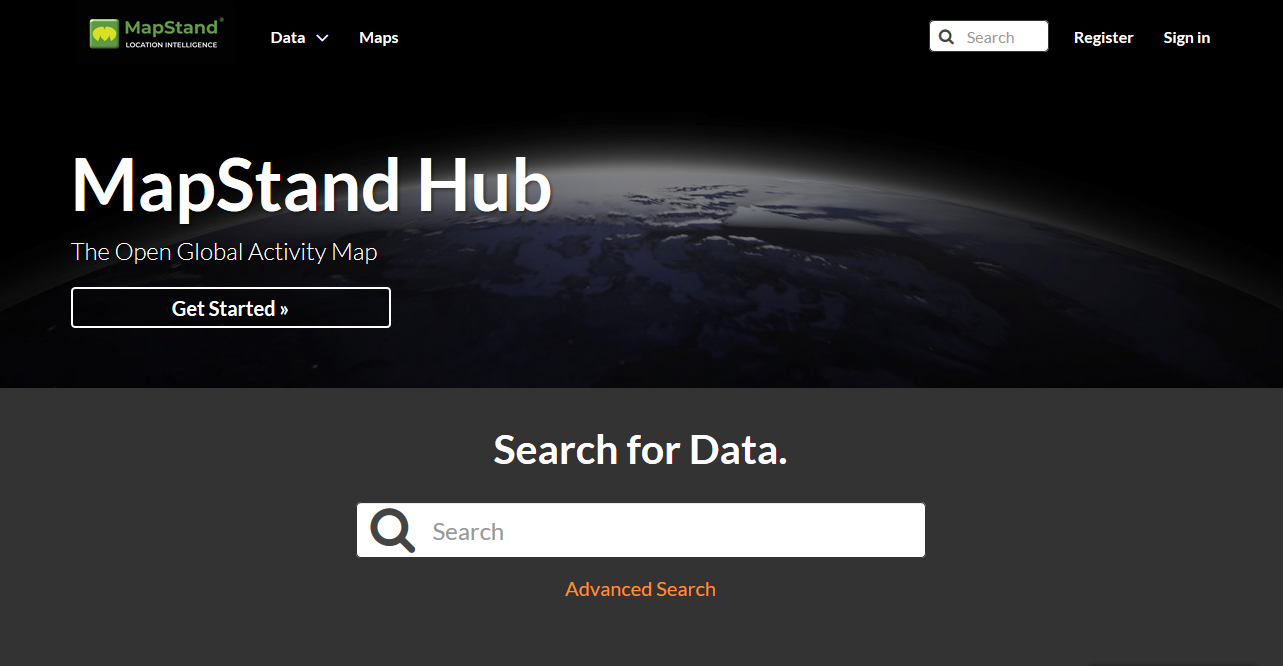 MapStand®
LOCATION INTELLIGENCE
Data
Maps
Search
Register
Sign in
MapStand Hub
The Open Global Activity Map
Get Started »
Search for Data.
Search
Advanced Search